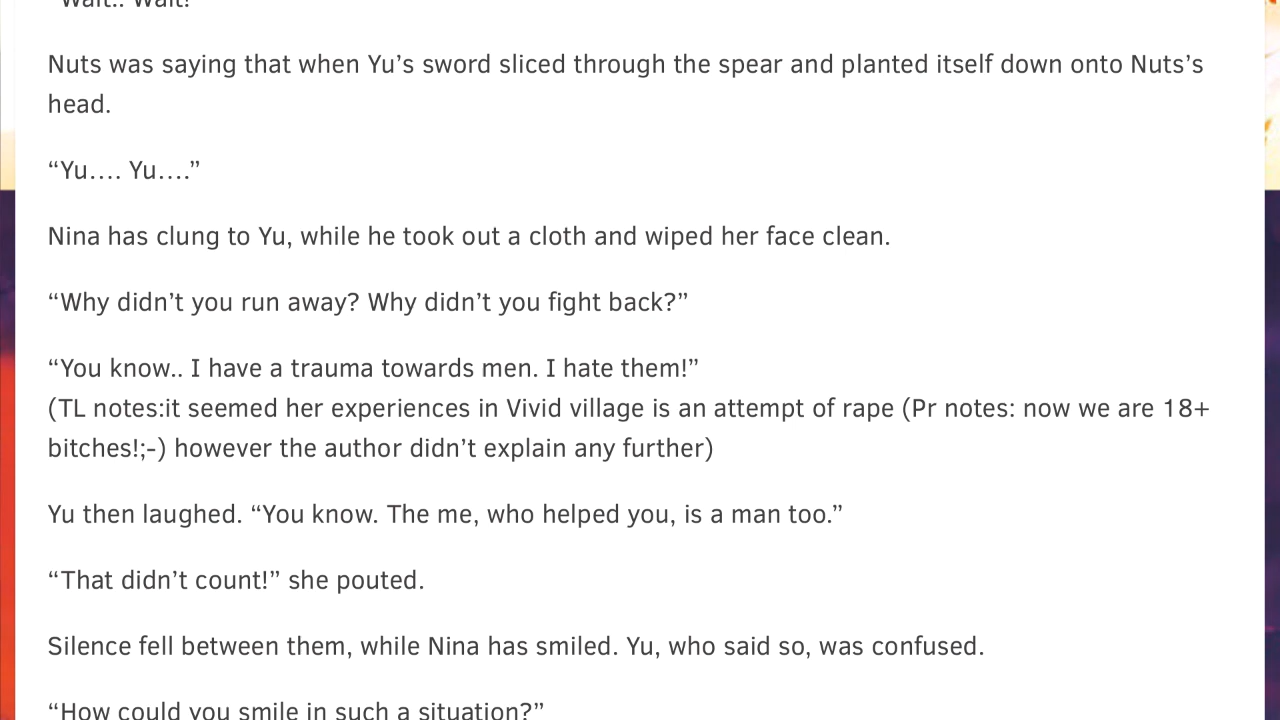 “Wait.. Wait!
Nuts was saying that when Yu’s sword sliced through the spear and planted itself down onto Nuts’s
head.
“Yu…. Yu….”
Nina has clung to Yu, while he took out a cloth and wiped her face clean.
“Why didn’t you run away? Why didn’t you fight back?”
“You know.. I have a trauma towards men. I hate them!”
(TL notes:it seemed her experiences in Vivid village is an attempt of rape (Pr notes: now we are 18+
bitches!;-) however the author didn’t explain any further)
Yu then laughed. “You know. The me, who helped you, is a man too.”
“That didn’t count!” she pouted.
Silence fell between them, while Nina has smiled. Yu, who said so, was confused.
“How could you smile in such a situation?”